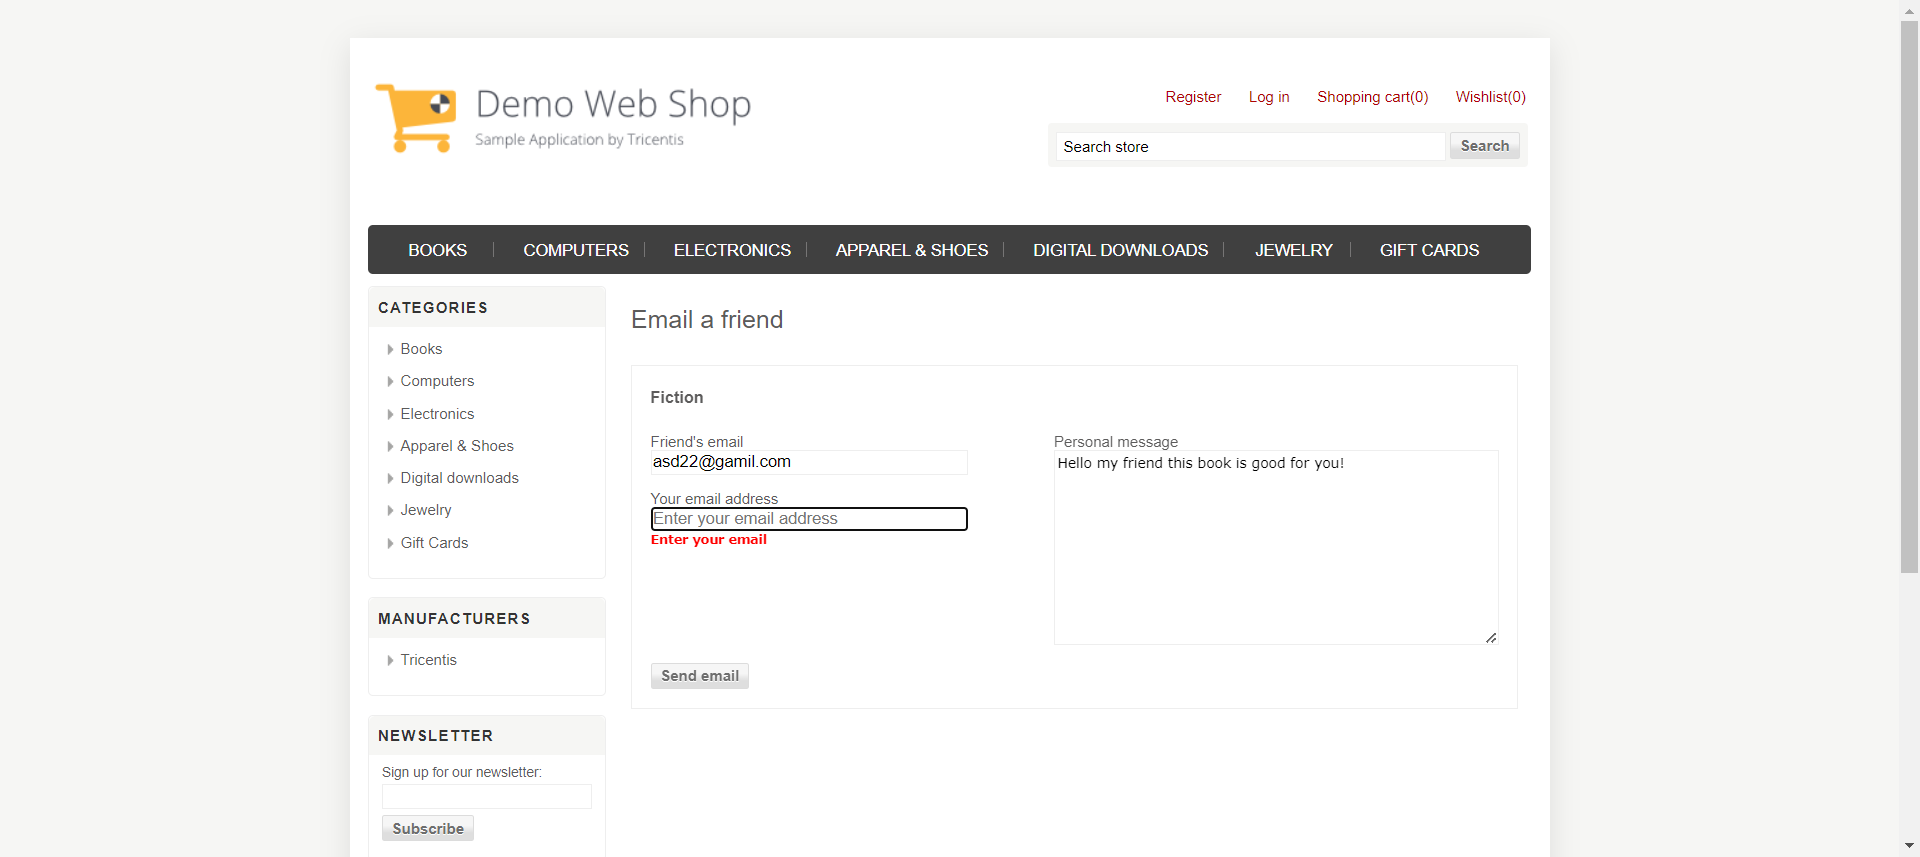 Demo Web Shop
Sample Application by Tricentis
Register Log in Shopping cart(0) Wishlist(0)
Search store Search
BOOKS COMPUTERS ELECTRONICS APPAREL & SHOES DIGITAL DOWNLOADS JEWELRY GIFT CARDS
CATEGORIES
Books
Computers
Electronics
Apparel & Shoes
Digital downloads
Jewelry
Gift Cards
MANUFACTURERS
Tricentis
NEWSLETTER
Sign up for our newsletter:
Subscribe
Email a friend
Fiction
Friend's email
asd22@gamil.com
Your email address
Enter your email address
Enter your email
Personal message
Hello my friend this book is good for you!
Send email